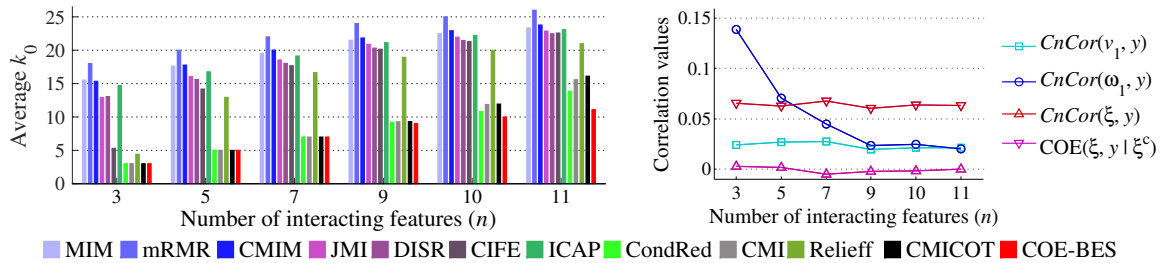 Average k₀
25
20
15
10
5
0
3 5 7 9 10 11
Number of interacting features (n)
Correlation values
0.15
0.1
0.05
0
3 5 7 9 10 11
Number of interacting features (n)
CnCor(ν₁, y)
CnCor(ω₁, y)
CnCor(ξ, y)
COE(ξ, y | ξᶜ)
MIM mRMR CMIM JMI DISR CIFE ICAP CondRed CMI Relieff CMICOT COE-BES